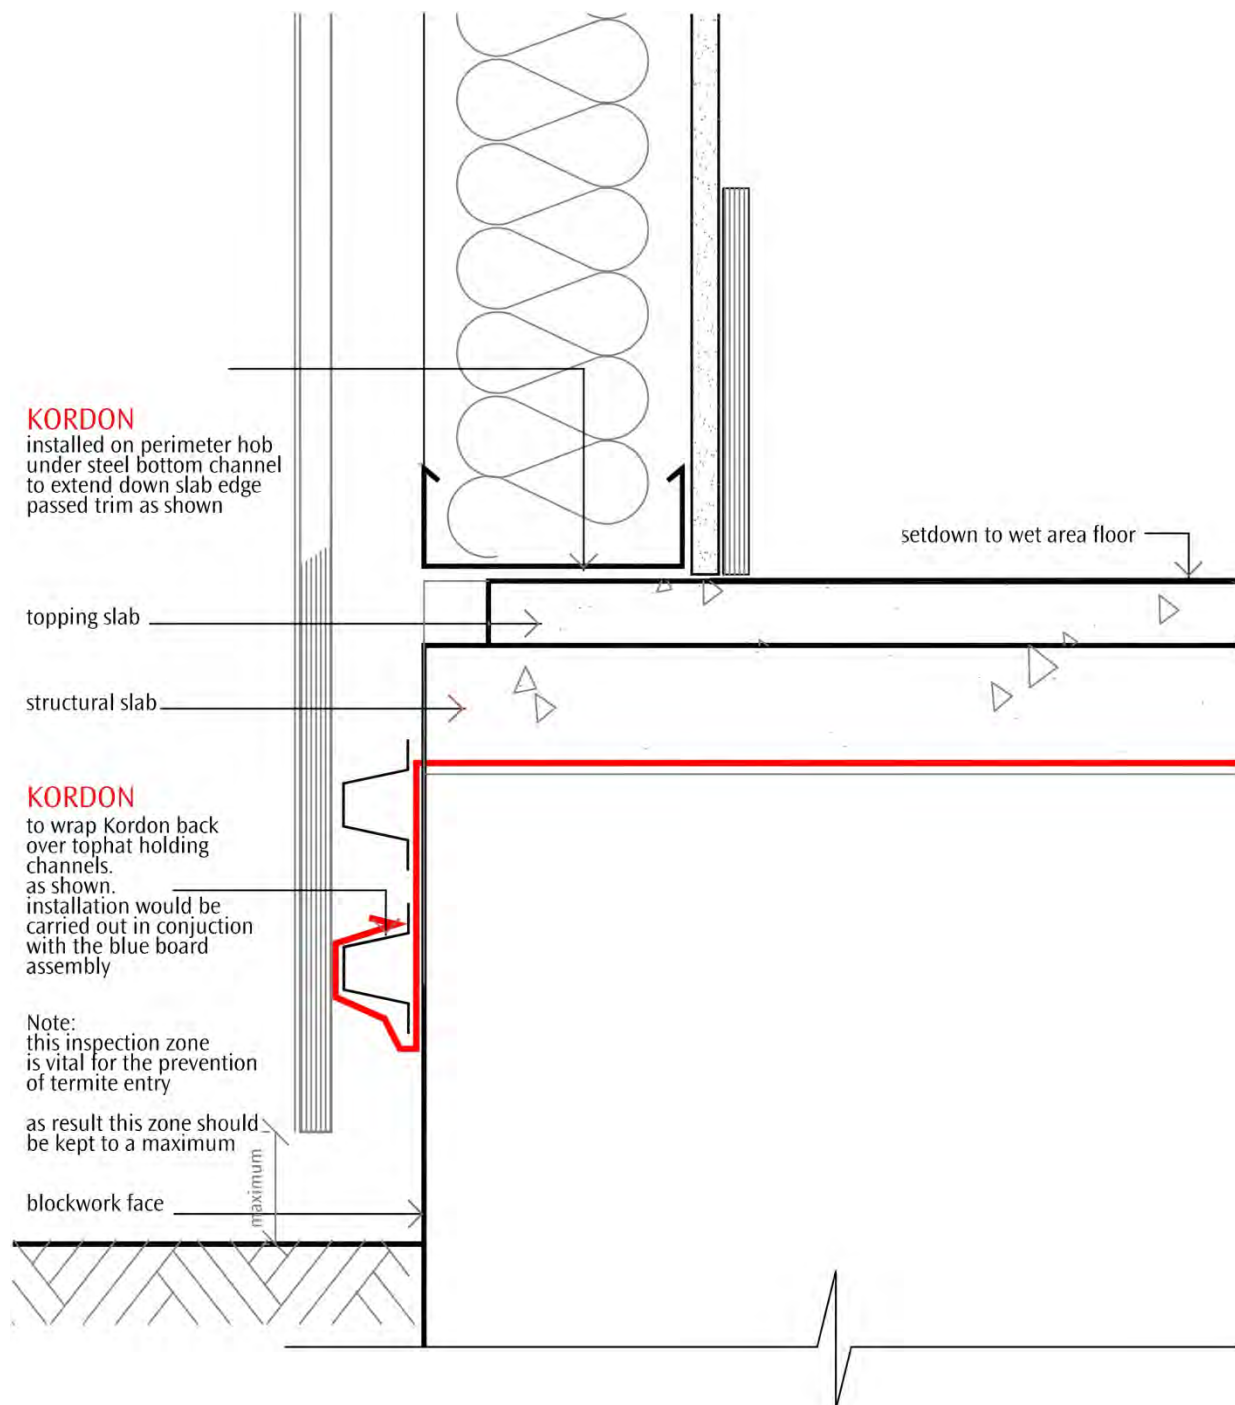 KORDON
installed on perimeter hob
under steel bottom channel
to extend down slab edge
passed trim as shown
setdown to wet area floor
topping slab
structural slab
KORDON
to wrap Kordon back
over tophat holding
channels.
as shown.
installation would be
carried out in conjuction
with the blue board
assembly
Note:
this inspection zone
is vital for the prevention
of termite entry
as result this zone should
be kept to a maximum
maximum
blockwork face